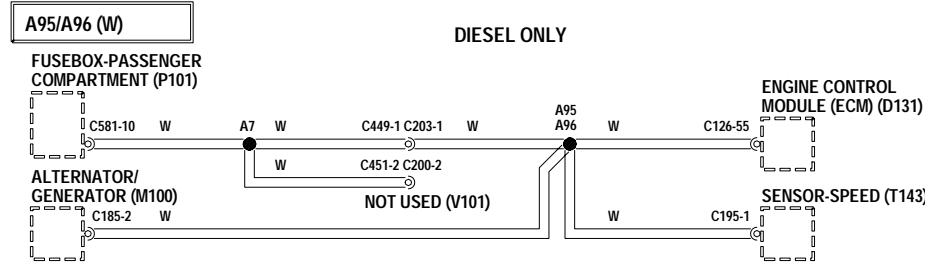 A95/A96 (W)
DIESEL ONLY
FUSEBOX-PASSENGER
COMPARTMENT (P101)
ENGINE CONTROL
MODULE (ECM) (D131)
A95
C581-10 W A7 W C449-1 C203-1 W A96 W C126-55
W C451-2 C200-2
NOT USED (V101)
ALTERNATOR/
GENERATOR (M100)
SENSOR-SPEED (T143)
C185-2 W W C195-1